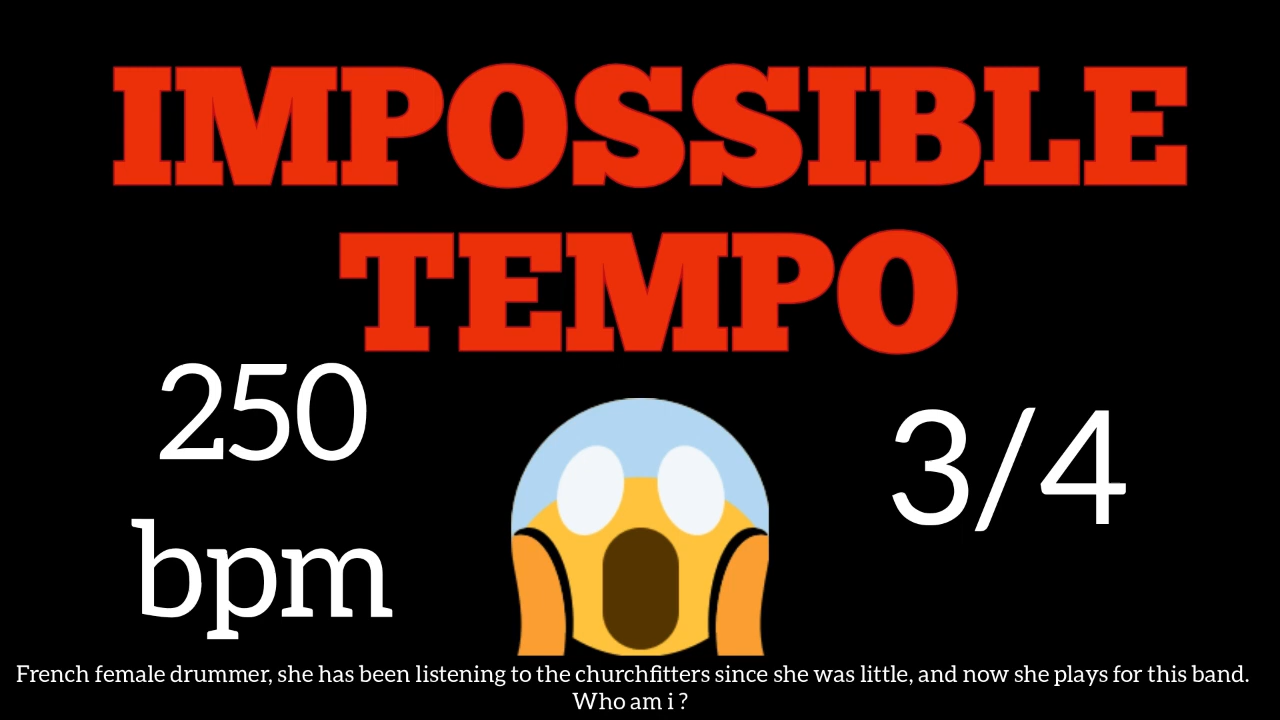 IMPOSSIBLE
TEMPO
250
bpm
3/4
French female drummer, she has been listening to the churchfitters since she was little, and now she plays for this band.
Who am i ?